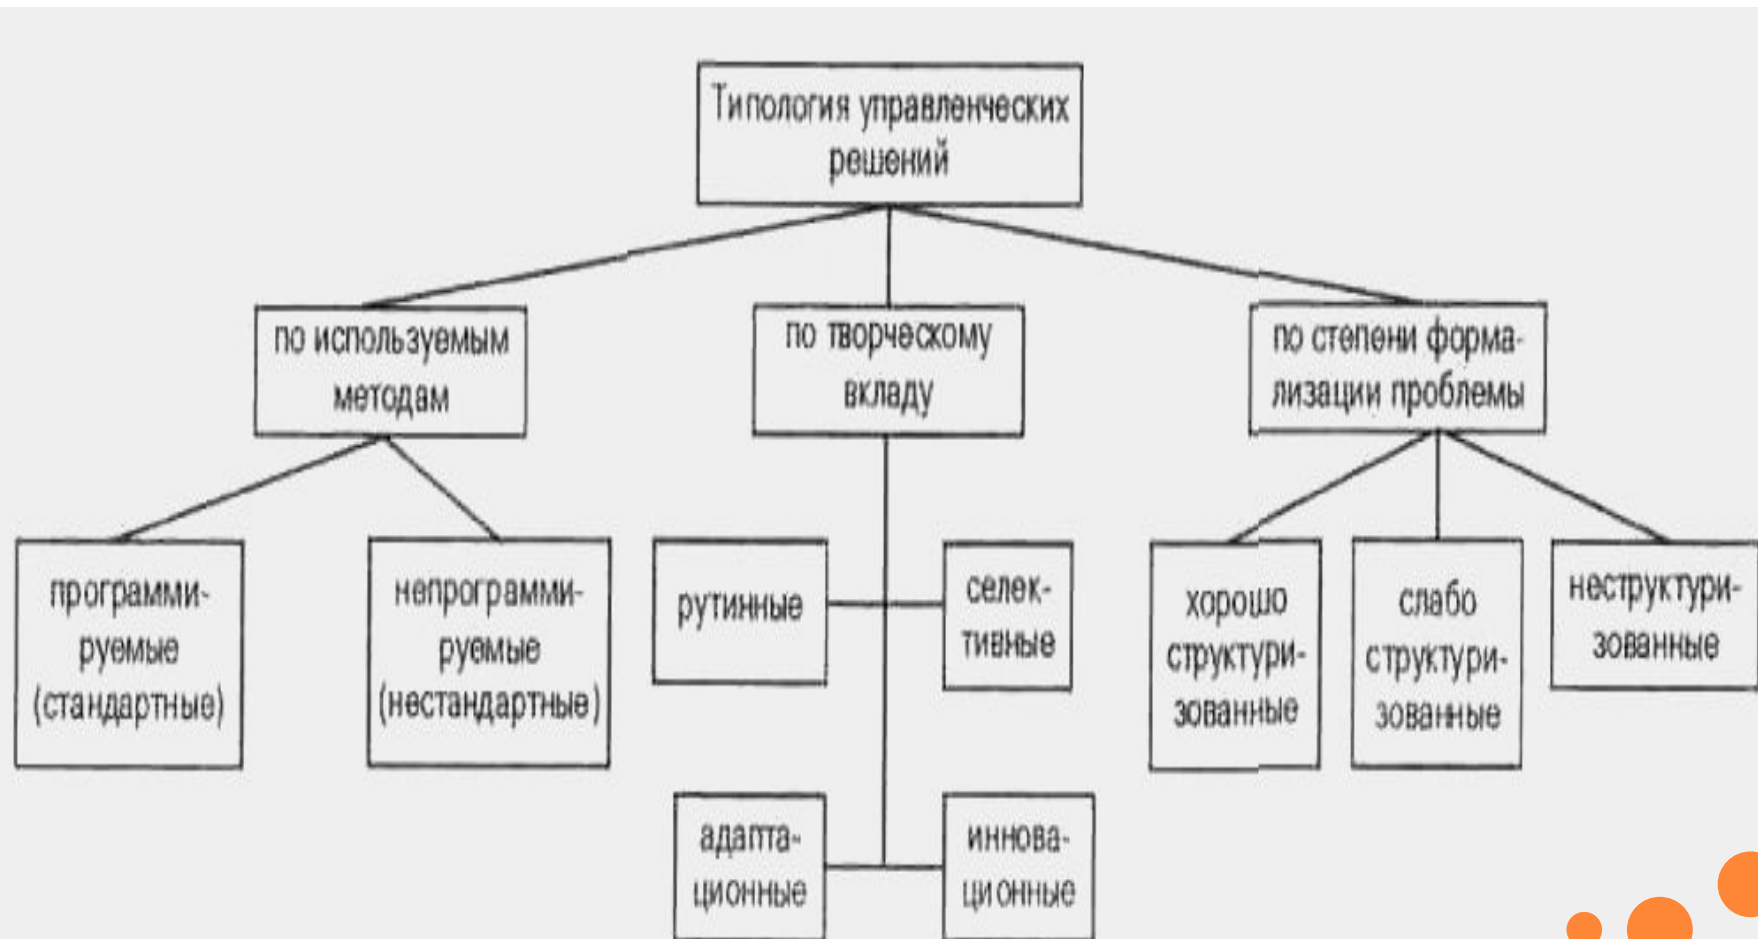 Типология управленческих
решений
по используемым
методам
по творческому
вкладу
по степени форма-
лизации проблемы
программи-
руемые
(стандартные)
непрограмми-
руемые
(нестандартные)
рутинные
селек-
тивные
адапта-
ционные
иннова-
ционные
хорошо
структури-
зованные
слабо
структури-
зованные
неструктури-
зованные